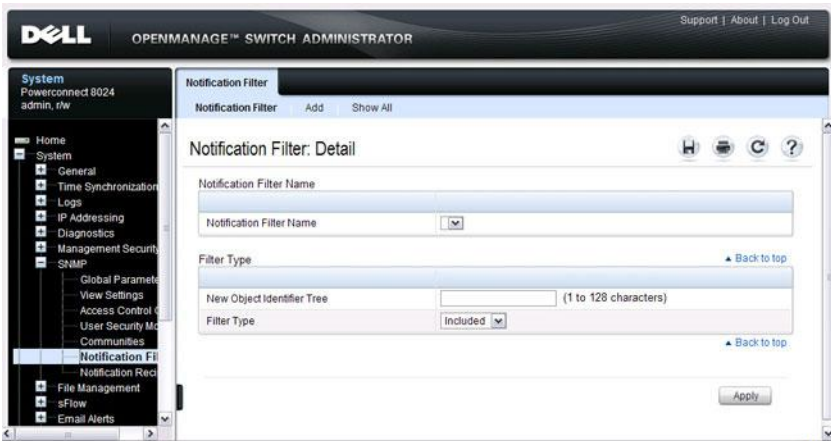 Support | About | Log Out
DELL
OPENMANAGE™ SWITCH ADMINISTRATOR
System
Powerconnect 8024
admin, r/w
Home
System
General
Time Synchronization
Logs
IP Addressing
Diagnostics
Management Security
SNMP
Global Paramete
View Settings
Access Control
User Security Mo
Communities
Notification Fil
Notification Reci
File Management
sFlow
Email Alerts
Notification Filter
Notification Filter Add Show All
Notification Filter: Detail
Notification Filter Name
Notification Filter Name
Filter Type
Back to top
New Object Identifier Tree (1 to 128 characters)
Filter Type Included
Back to top
Apply